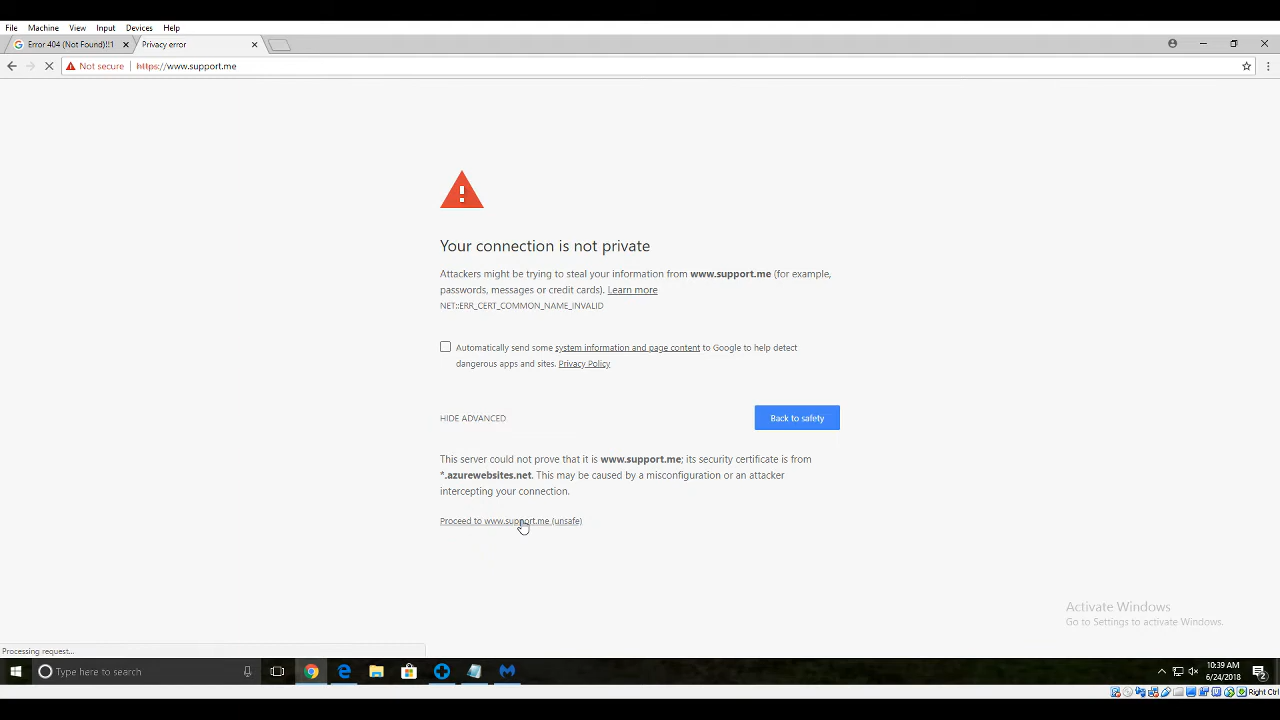 File Machine View Input Devices Help
Error 404 (Not Found)!!1 Privacy error
Not secure https://www.support.me
Your connection is not private
Attackers might be trying to steal your information from www.support.me (for example,
passwords, messages or credit cards). Learn more
NET::ERR_CERT_COMMON_NAME_INVALID
Automatically send some system information and page content to Google to help detect
dangerous apps and sites. Privacy Policy
HIDE ADVANCED Back to safety
This server could not prove that it is www.support.me; its security certificate is from
*.azurewebsites.net. This may be caused by a misconfiguration or an attacker
intercepting your connection.
Proceed to www.support.me (unsafe)
Activate Windows
Go to Settings to activate Windows.
Processing request...
Type here to search
10:39 AM
6/24/2018
2
Right Ctrl